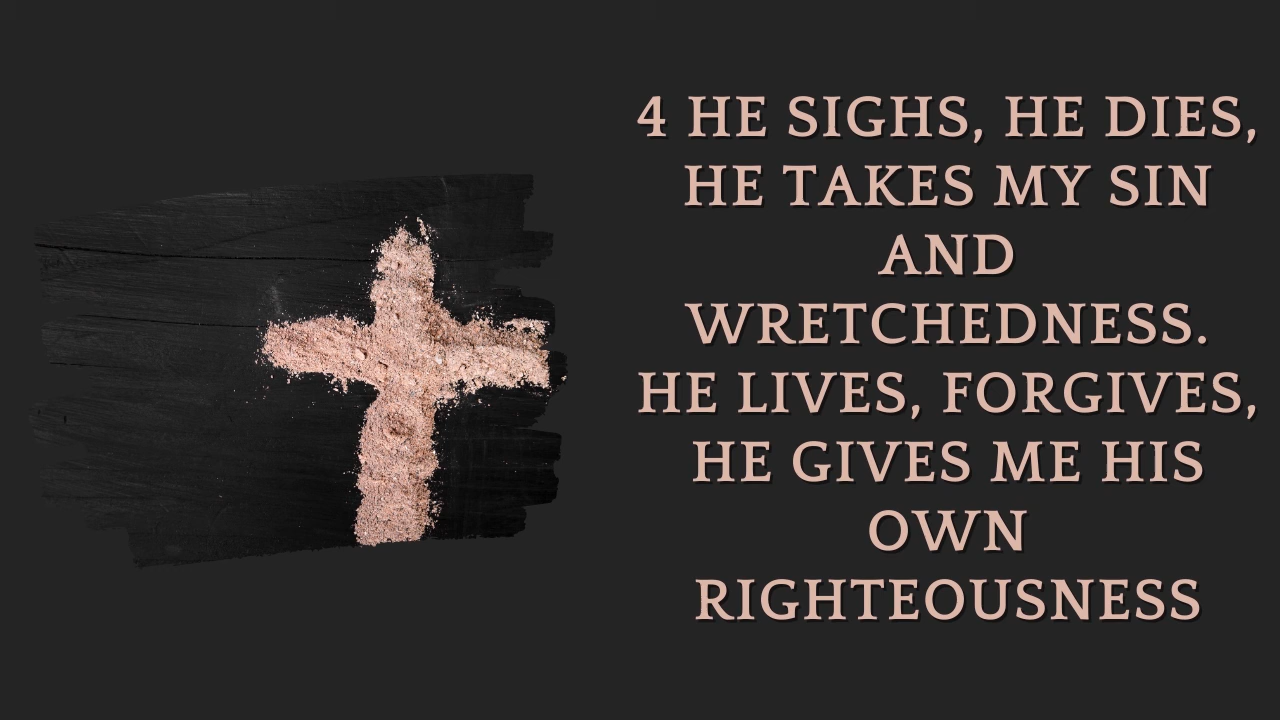 4 HE SIGHS, HE DIES,
HE TAKES MY SIN
AND
WRETCHEDNESS.
HE LIVES, FORGIVES,
HE GIVES ME HIS
OWN
RIGHTEOUSNESS